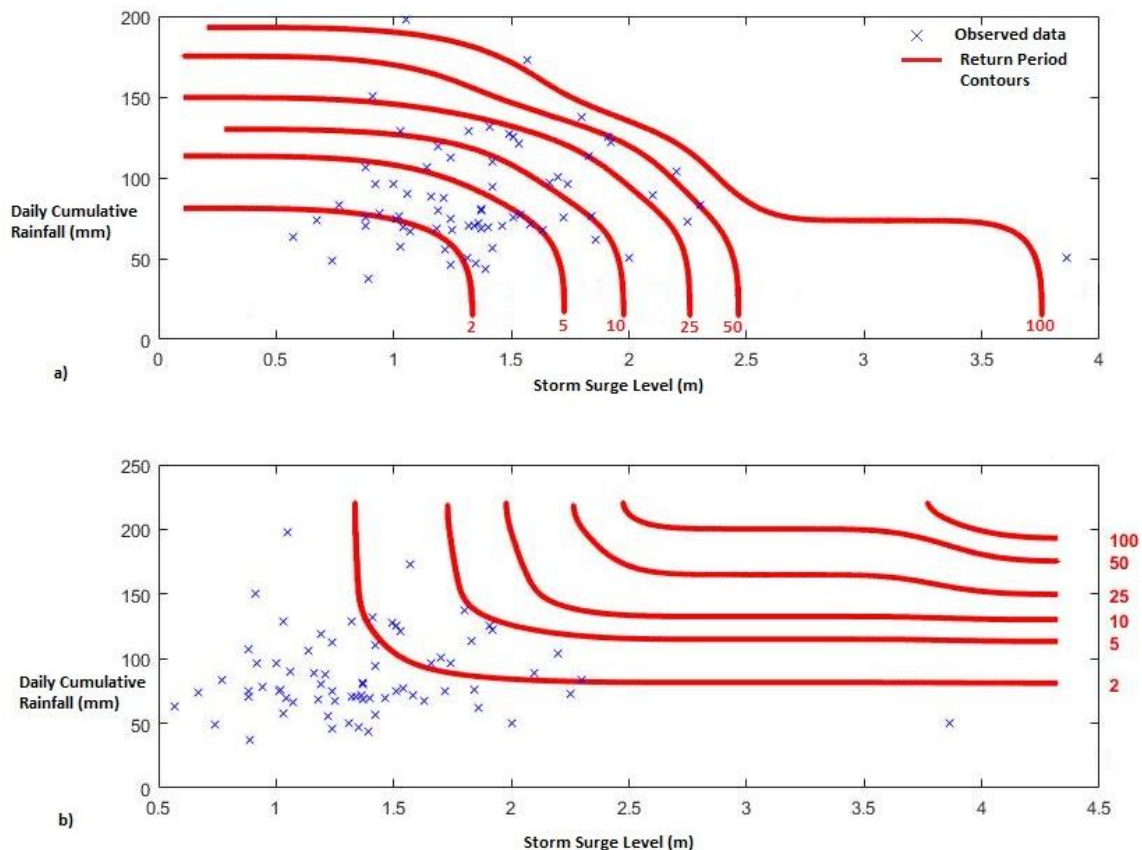 200
150
100
50
0
Daily Cumulative
Rainfall (mm)
Observed data
Return Period
Contours
2 5 10 25 50 100
0 0.5 1 1.5 2 2.5 3 3.5 4
a)
Storm Surge Level (m)
250
200
150
100
50
0
Daily Cumulative
Rainfall (mm)
100
50
25
10
5
2
0.5 1 1.5 2 2.5 3 3.5 4 4.5
b)
Storm Surge Level (m)